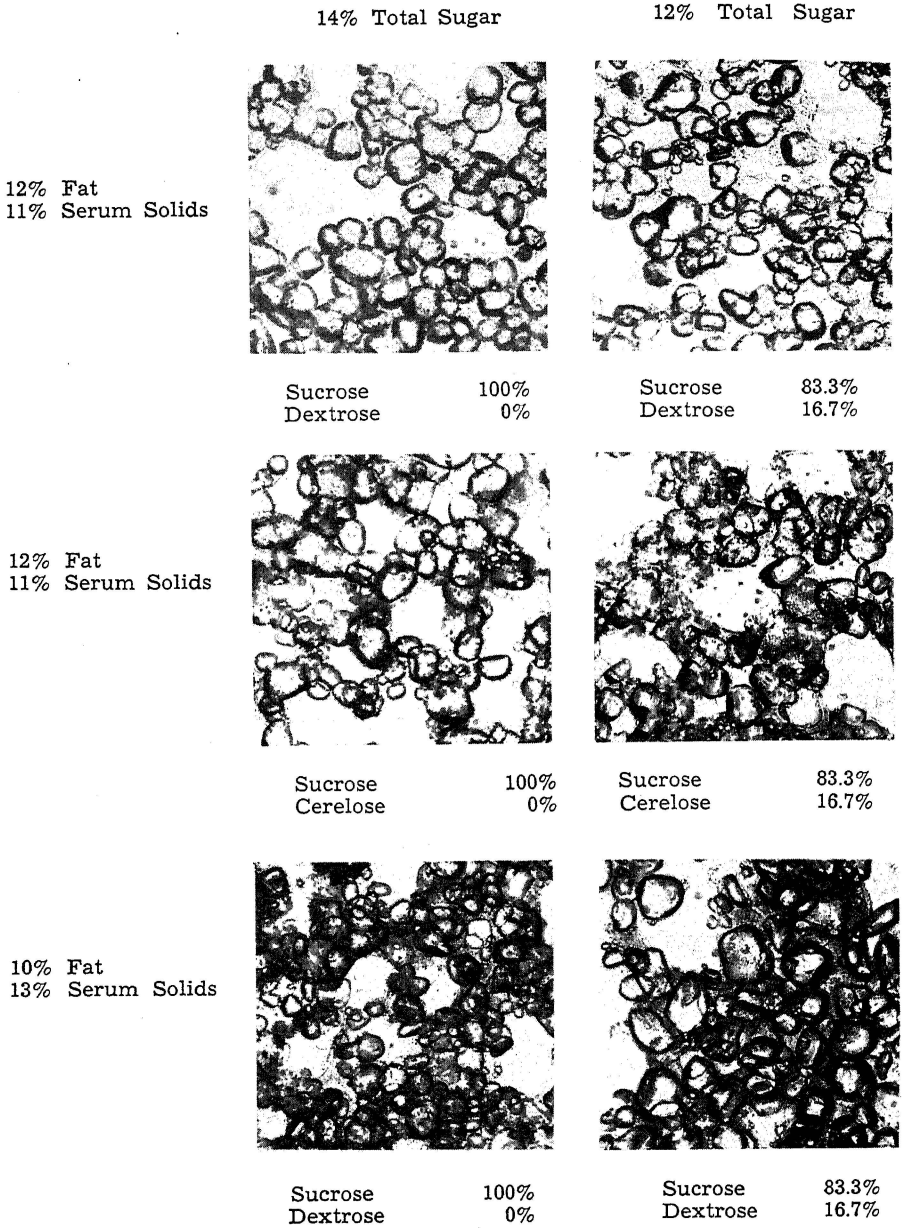 14% Total Sugar 12% Total Sugar
12% Fat
11% Serum Solids
Sucrose 100% Sucrose 83.3%
Dextrose 0% Dextrose 16.7%
12% Fat
11% Serum Solids
Sucrose 100% Sucrose 83.3%
Cerelose 0% Cerelose 16.7%
10% Fat
13% Serum Solids
Sucrose 100% Sucrose 83.3%
Dextrose 0% Dextrose 16.7%